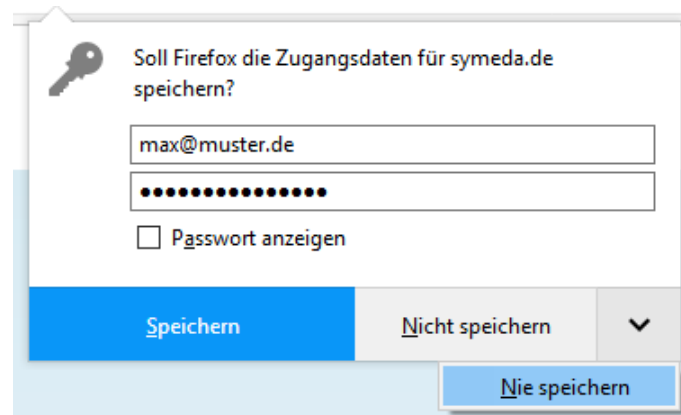 Soll Firefox die Zugangsdaten für symeda.de
speichern?
max@muster.de
●●●●●●●●●●●●●●●
Passwort anzeigen
Speichern
Nicht speichern
Nie speichern